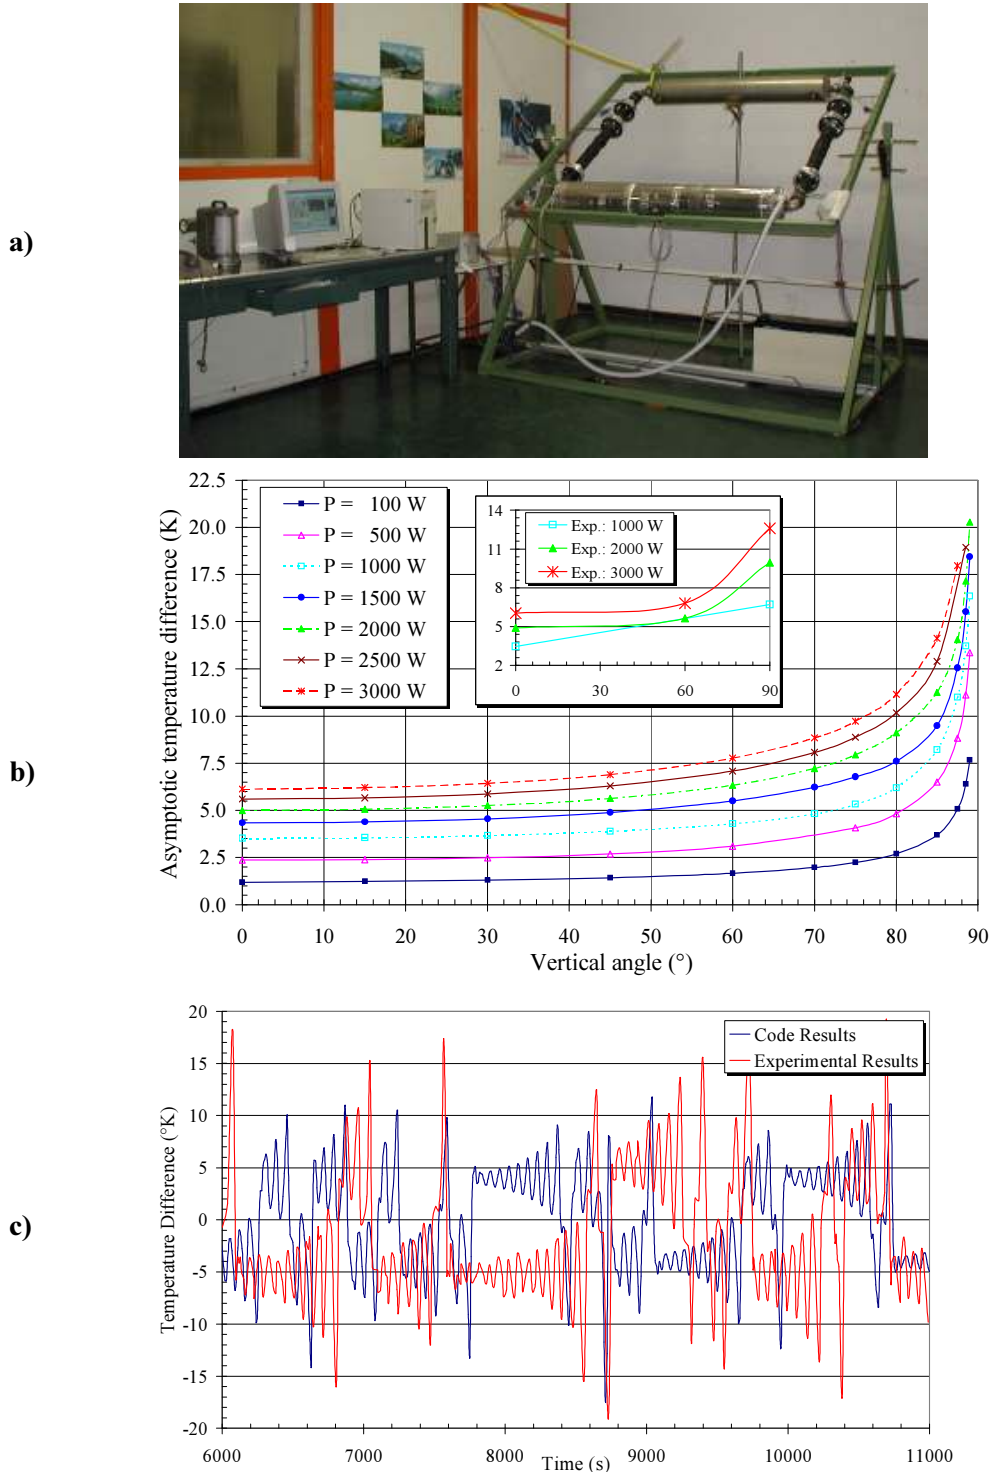 a)
b)
Asymptotic temperature difference (K)
22.5
20.0
17.5
15.0
12.5
10.0
7.5
5.0
2.5
0.0
P = 100 W
P = 500 W
P = 1000 W
P = 1500 W
P = 2000 W
P = 2500 W
P = 3000 W
14
11
8
5
2
Exp.: 1000 W
Exp.: 2000 W
Exp.: 3000 W
0 30 60 90
0 10 20 30 40 50 60 70 80 90
Vertical angle (°)
c)
Temperature Difference (°K)
20
15
10
5
0
-5
-10
-15
-20
Code Results
Experimental Results
6000 7000 8000 9000 10000 11000
Time (s)